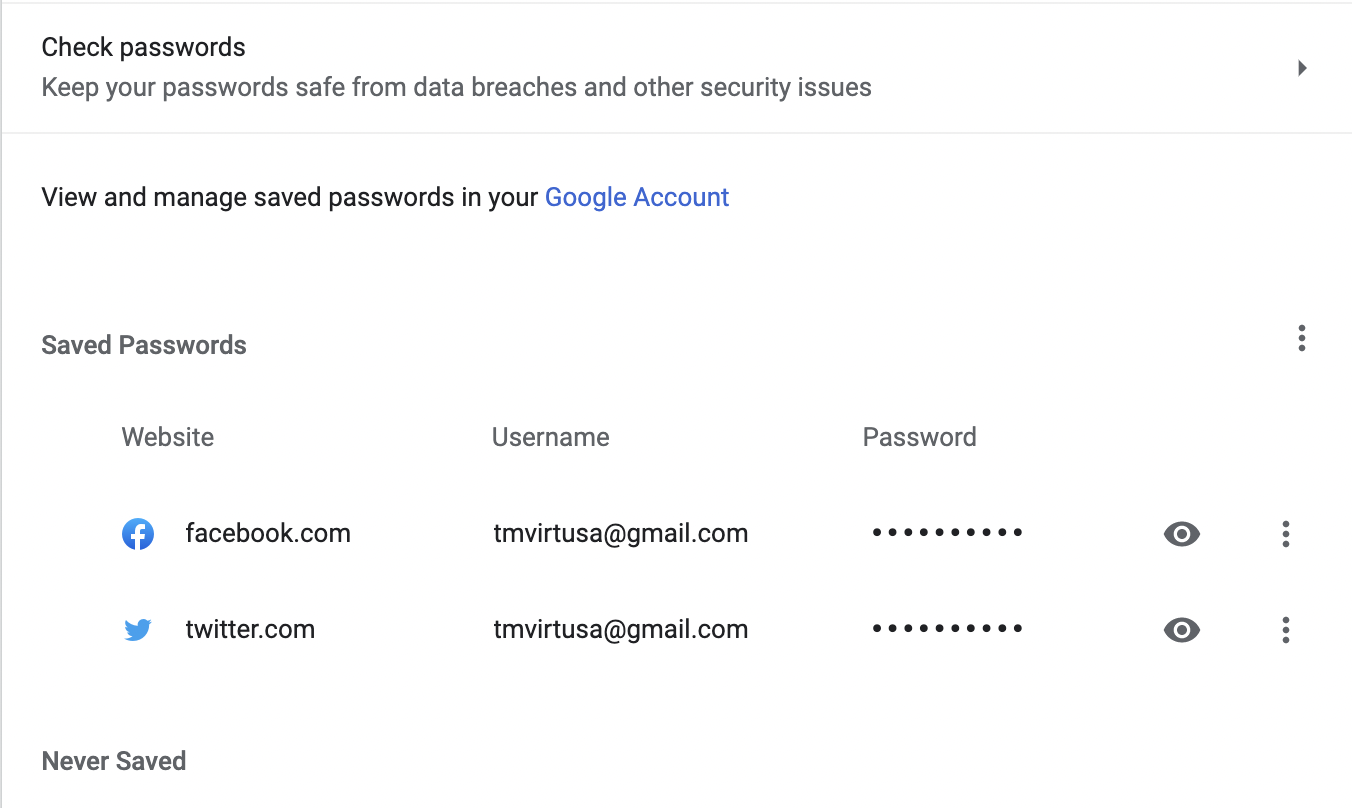 Check passwords
Keep your passwords safe from data breaches and other security issues
View and manage saved passwords in your Google Account
Saved Passwords
Website Username Password
facebook.com tmvirtusa@gmail.com ••••••••••
twitter.com tmvirtusa@gmail.com ••••••••••
Never Saved